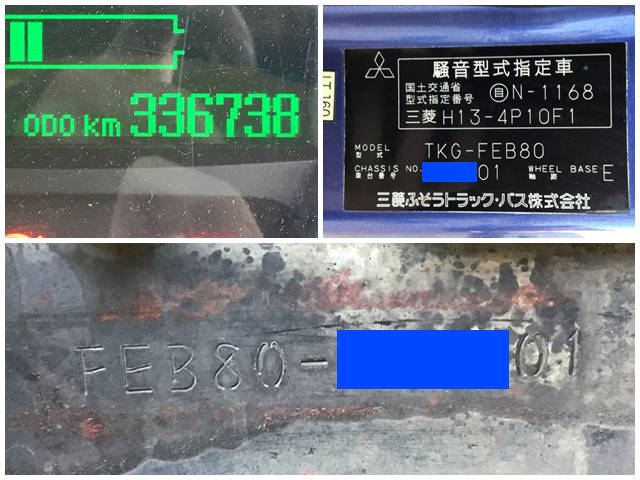 ODO km 336738
騒音型式指定車
国土交通省
型式指定番号
自N-1168
三菱 H13-4P10F1
MODEL
型式
TKG-FEB80
CHASSIS NO.
車台番号
01
WHEEL BASE
軸距
E
三菱ふそうトラック・バス株式会社
LT160
FEB80-
01